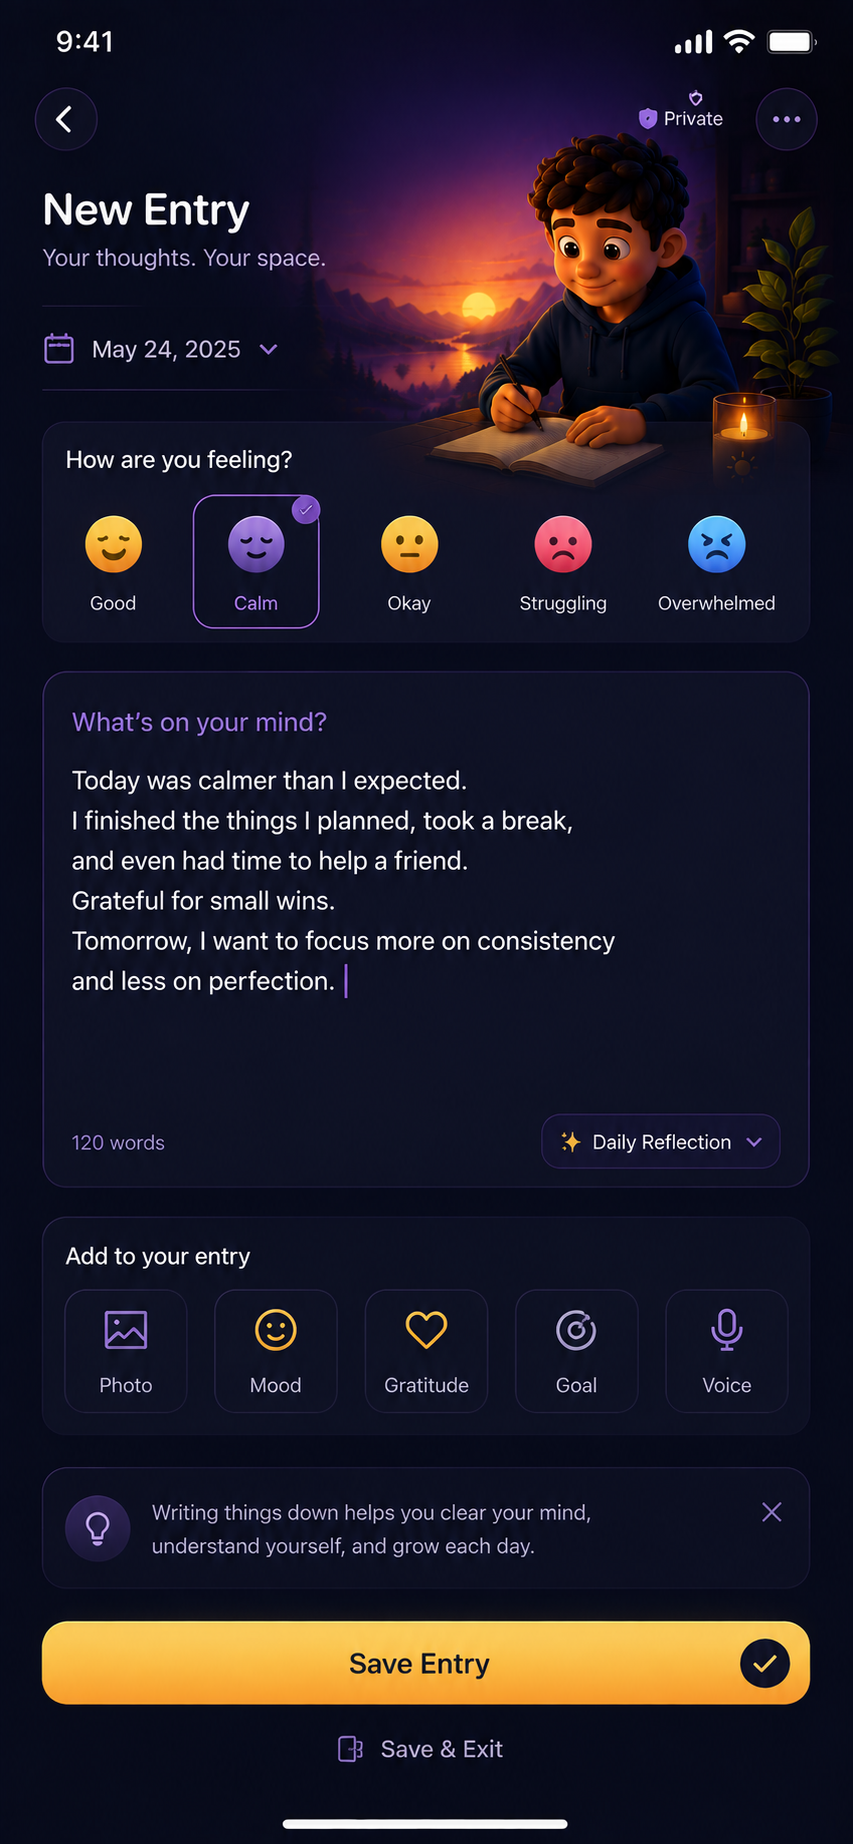 9:41
Private
New Entry
Your thoughts. Your space.
May 24, 2025
How are you feeling?
Good
Calm
Okay
Struggling
Overwhelmed
What's on your mind?
Today was calmer than I expected.
I finished the things I planned, took a break,
and even had time to help a friend.
Grateful for small wins.
Tomorrow, I want to focus more on consistency
and less on perfection.
120 words
Daily Reflection
Add to your entry
Photo
Mood
Gratitude
Goal
Voice
Writing things down helps you clear your mind,
understand yourself, and grow each day.
Save Entry
Save & Exit